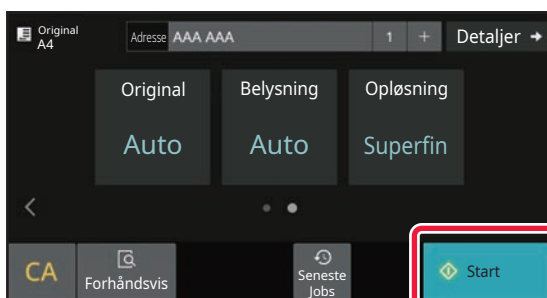 Original
A4
Adresse AAA AAA 1 + Detaljer
Original Belysning Opløsning
Auto Auto Superfin
CA Forhåndsvis Seneste
Jobs Start